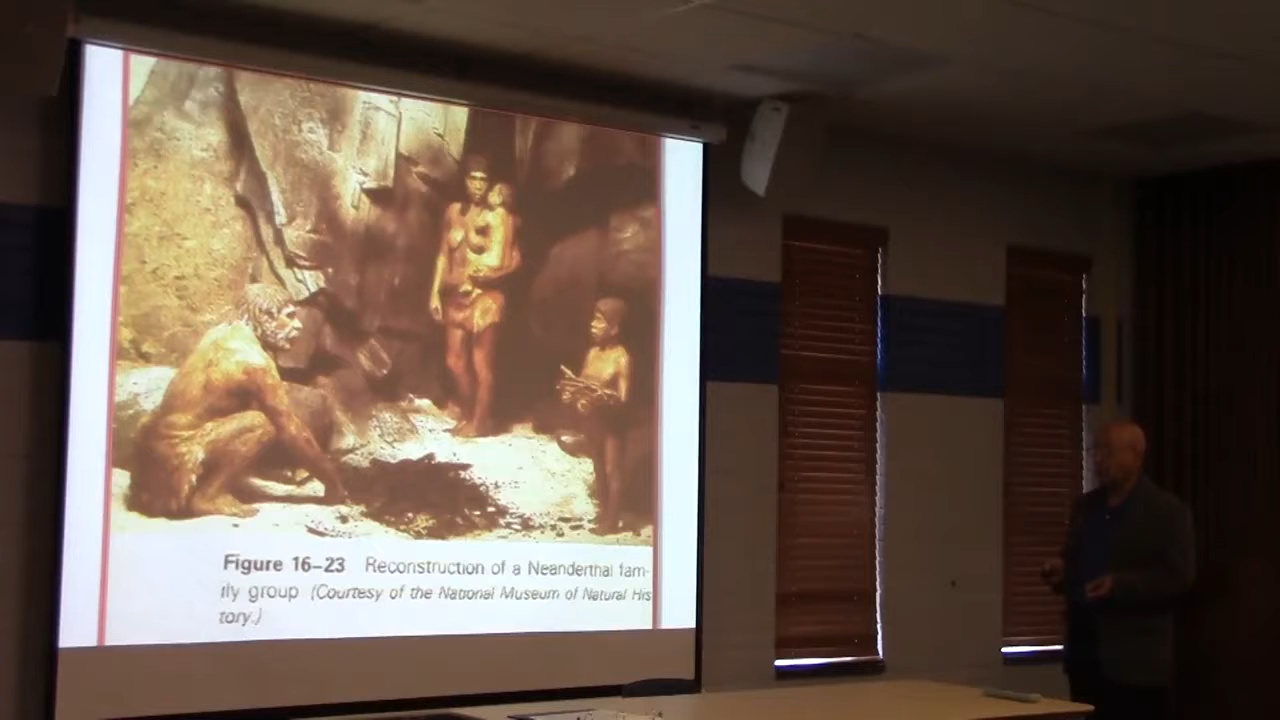 Figure 16–23 Reconstruction of a Neanderthal fam-
ily group (Courtesy of the National Museum of Natural His
tory.)